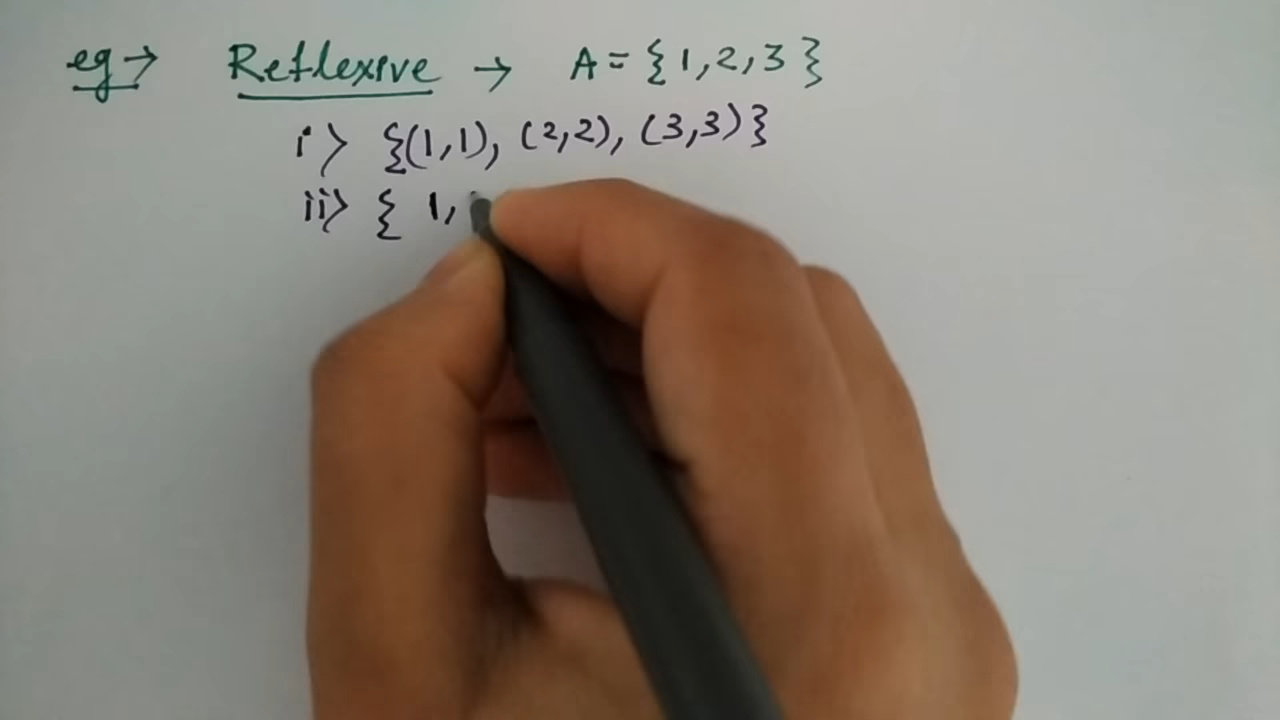 eg → Reflexive → A = {1,2,3}
i> {(1,1), (2,2), (3,3)}
ii> { 1,